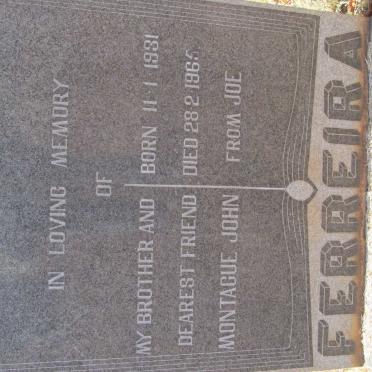 IN LOVING MEMORY
OF
MY BROTHER AND BORN 11·1·1931
DEAREST FRIEND DIED 28·2·1965
MONTAGUE JOHN FROM JOE
FERREIRA